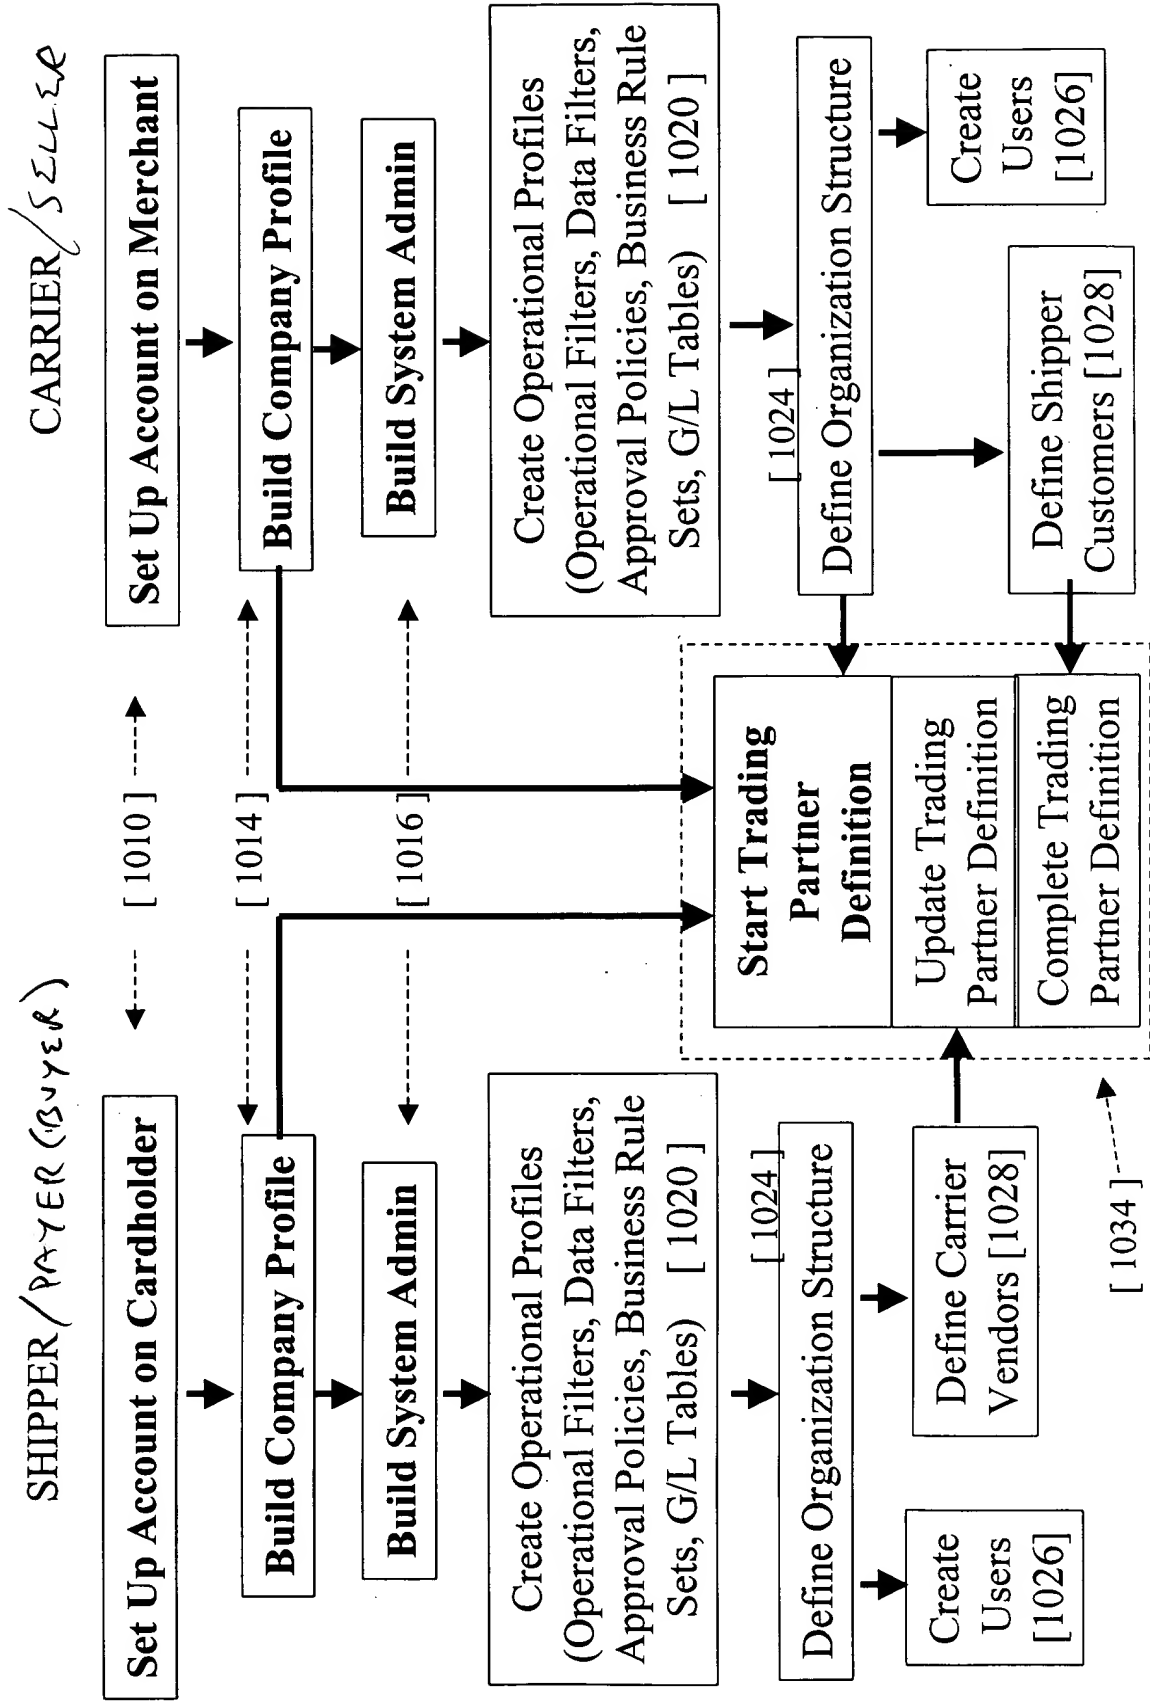 SHIPPER/PAYER (BUYER)
CARRIER/SELLER
Set Up Account on Cardholder
[ 1010 ]
Set Up Account on Merchant
Build Company Profile
[ 1014 ]
Build Company Profile
Build System Admin
[ 1016 ]
Build System Admin
Create Operational Profiles
(Operational Filters, Data Filters,
Approval Policies, Business Rule
Sets, G/L Tables) [ 1020 ]
Create Operational Profiles
(Operational Filters, Data Filters,
Approval Policies, Business Rule
Sets, G/L Tables) [ 1020 ]
[ 1024 ]
Define Organization Structure
[ 1024 ]
Define Organization Structure
Start Trading
Partner
Definition
Update Trading
Partner Definition
Complete Trading
Partner Definition
Create
Users
[1026]
Define Carrier
Vendors [1028]
Define Shipper
Customers [1028]
Create
Users
[1026]
[ 1034 ]